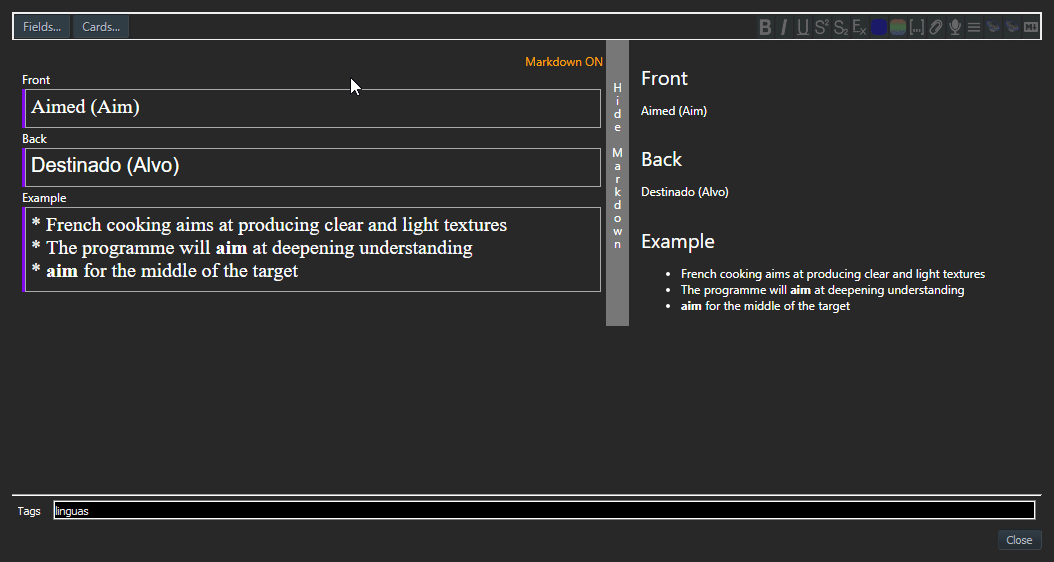 Fields... Cards... B I U S² S₂ Eₓ [...]
Markdown ON
Front
Aimed (Aim)
Back
Destinado (Alvo)
Example
* French cooking aims at producing clear and light textures
* The programme will aim at deepening understanding
* aim for the middle of the target
Hide Markdown
Front
Aimed (Aim)
Back
Destinado (Alvo)
Example
• French cooking aims at producing clear and light textures
• The programme will aim at deepening understanding
• aim for the middle of the target
Tags linguas
Close